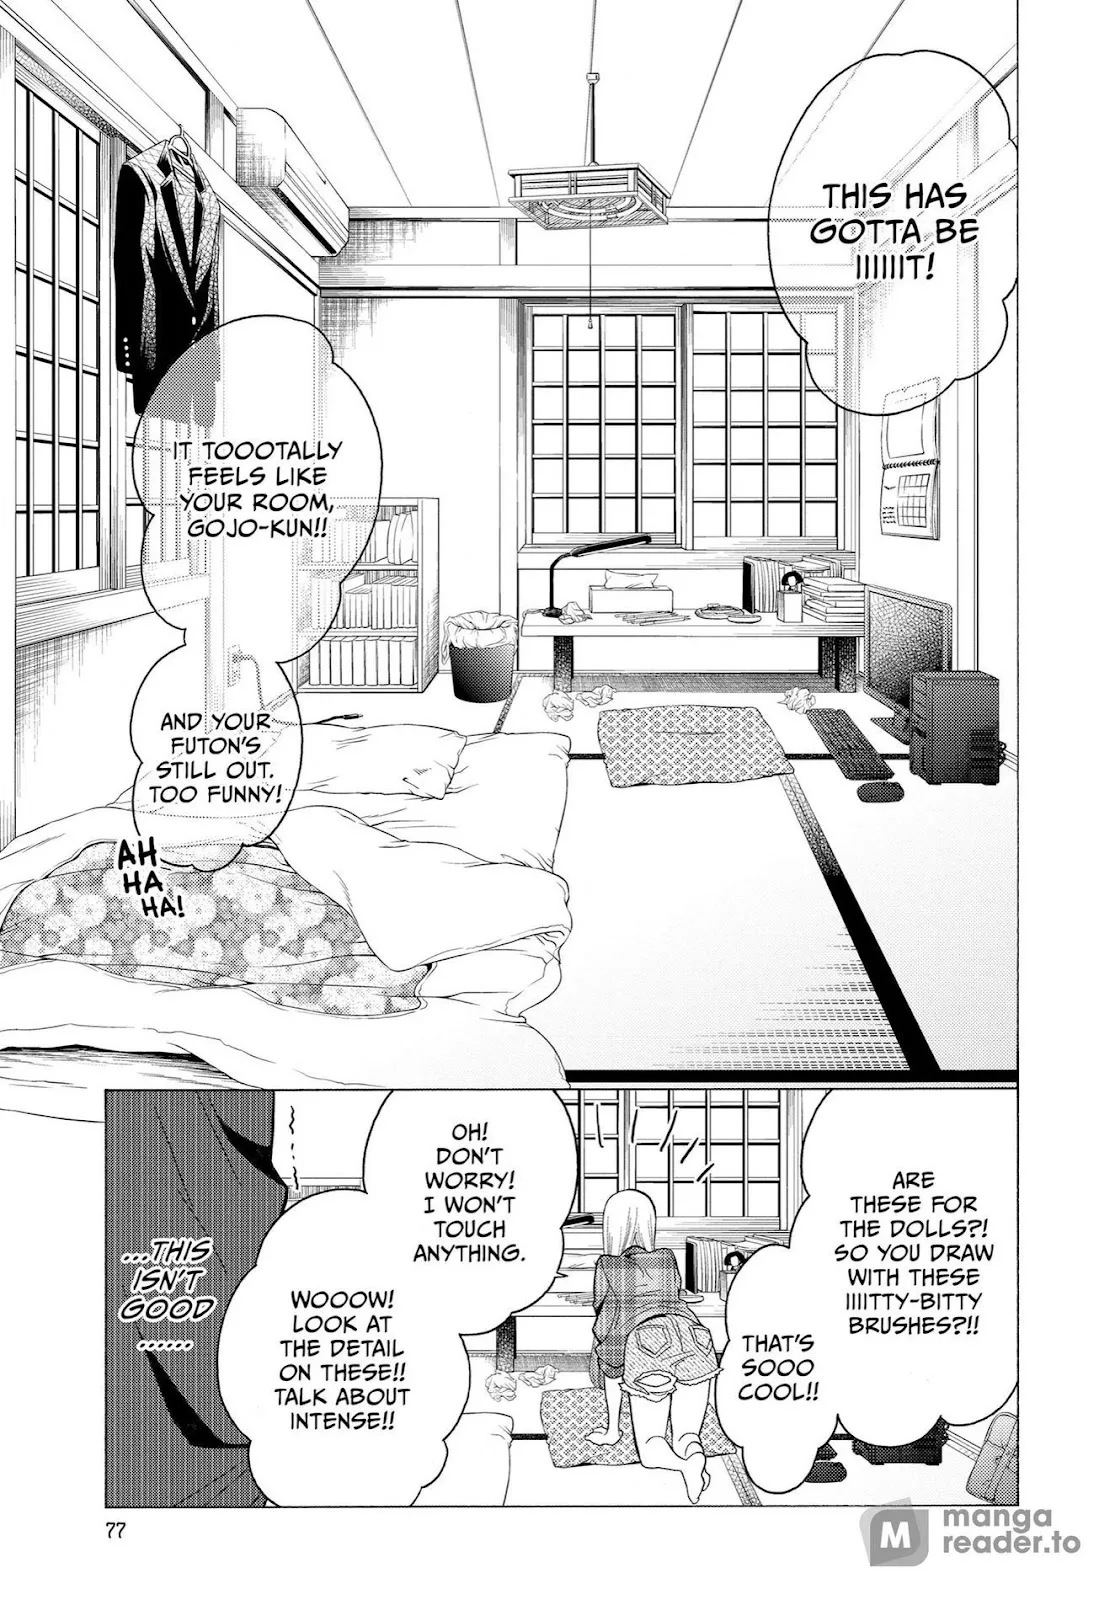 THIS HAS
GOTTA BE
IIIIIIIT!
IT TOOOTALLY
FEELS LIKE
YOUR ROOM,
GOJO-KUN!!
AND YOUR
FUTON'S
STILL OUT.
TOO FUNNY!
AH
HA
HA!
ARE
THESE FOR
THE DOLLS?!
SO YOU DRAW
WITH THESE
IIIITTY-BITTY
BRUSHES?!!
THAT'S
SOOO
COOL!!
OH!
DON'T
WORRY!
I WON'T
TOUCH
ANYTHING.
WOOOW!
LOOK AT
THE DETAIL
ON THESE!!
TALK ABOUT
INTENSE!!
...THIS
ISN'T
GOOD
......
77
M
manga
reader.to